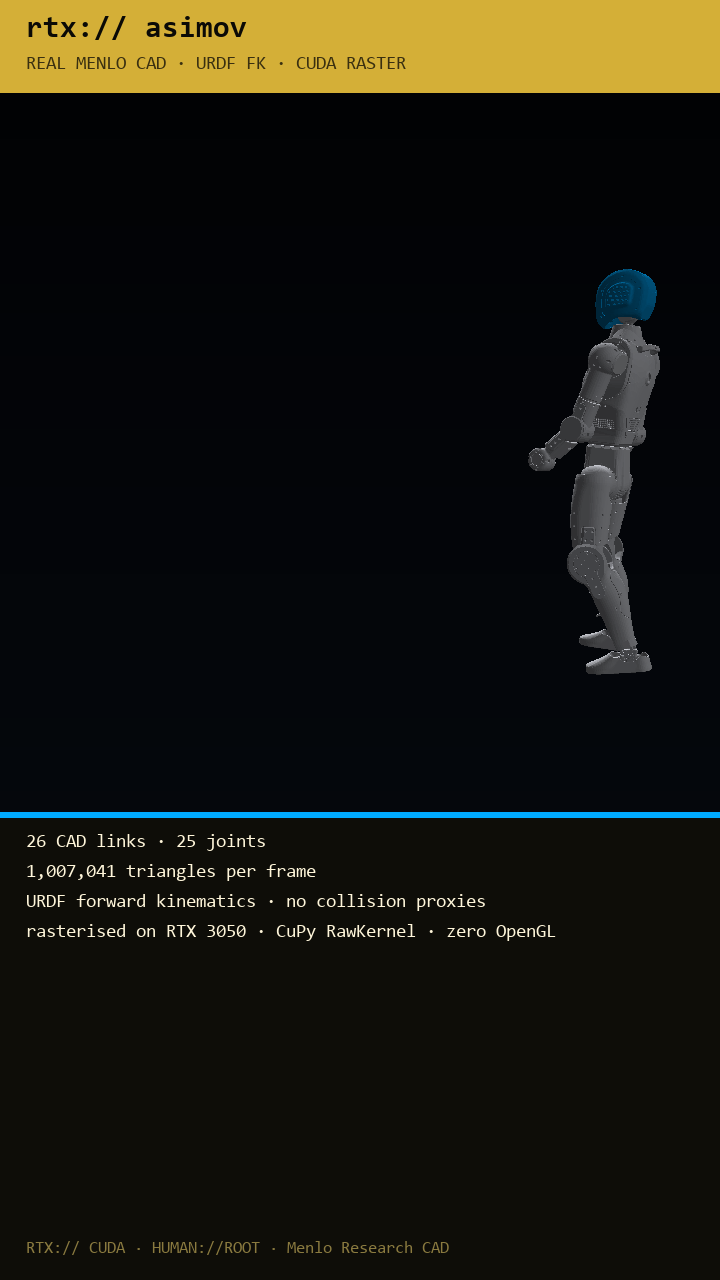 rtx:// asimov
REAL MENLO CAD · URDF FK · CUDA RASTER
26 CAD links · 25 joints
1,007,041 triangles per frame
URDF forward kinematics · no collision proxies
rasterised on RTX 3050 · CuPy RawKernel · zero OpenGL
RTX:// CUDA · HUMAN://ROOT · Menlo Research CAD